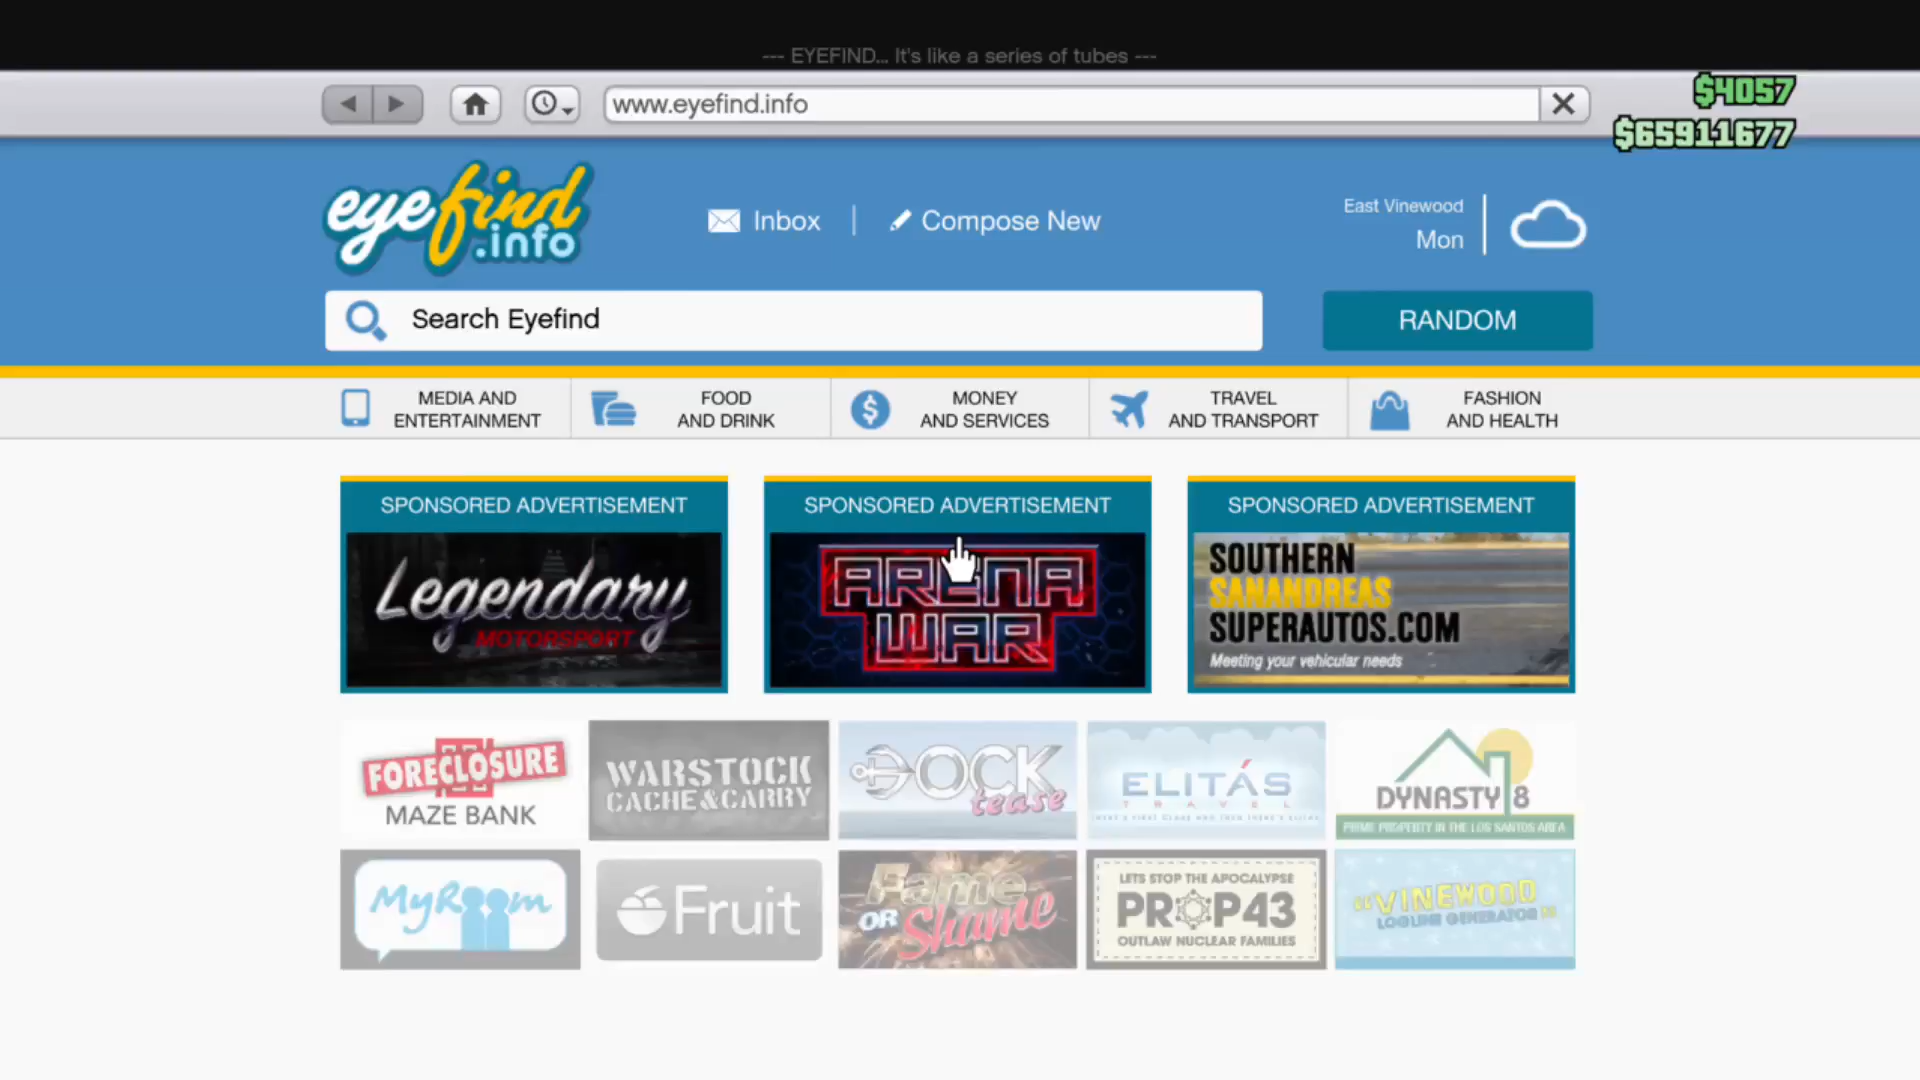 --- EYEFIND... It's like a series of tubes ---
www.eyefind.info
$4057
$65911677
eyefind
.info
Inbox
Compose New
East Vinewood
Mon
Search Eyefind
RANDOM
MEDIA AND
ENTERTAINMENT
FOOD
AND DRINK
MONEY
AND SERVICES
TRAVEL
AND TRANSPORT
FASHION
AND HEALTH
SPONSORED ADVERTISEMENT
Legendary
MOTORSPORT
SPONSORED ADVERTISEMENT
ARENA
WAR
SPONSORED ADVERTISEMENT
SOUTHERN
SANANDREAS
SUPERAUTOS.COM
Meeting your vehicular needs
FORECLOSURE
MAZE BANK
WARSTOCK
CACHE&CARRY
DOCK
tease
ELITÁS
TRAVEL
DYNASTY 8
PRIME PROPERTY IN THE LOS SANTOS AREA
MyRoom
Fruit
Fame
OR Shame
LETS STOP THE APOCALYPSE
PROP43
OUTLAW NUCLEAR FAMILIES
VINEWOOD
LOGLINE GENERATOR